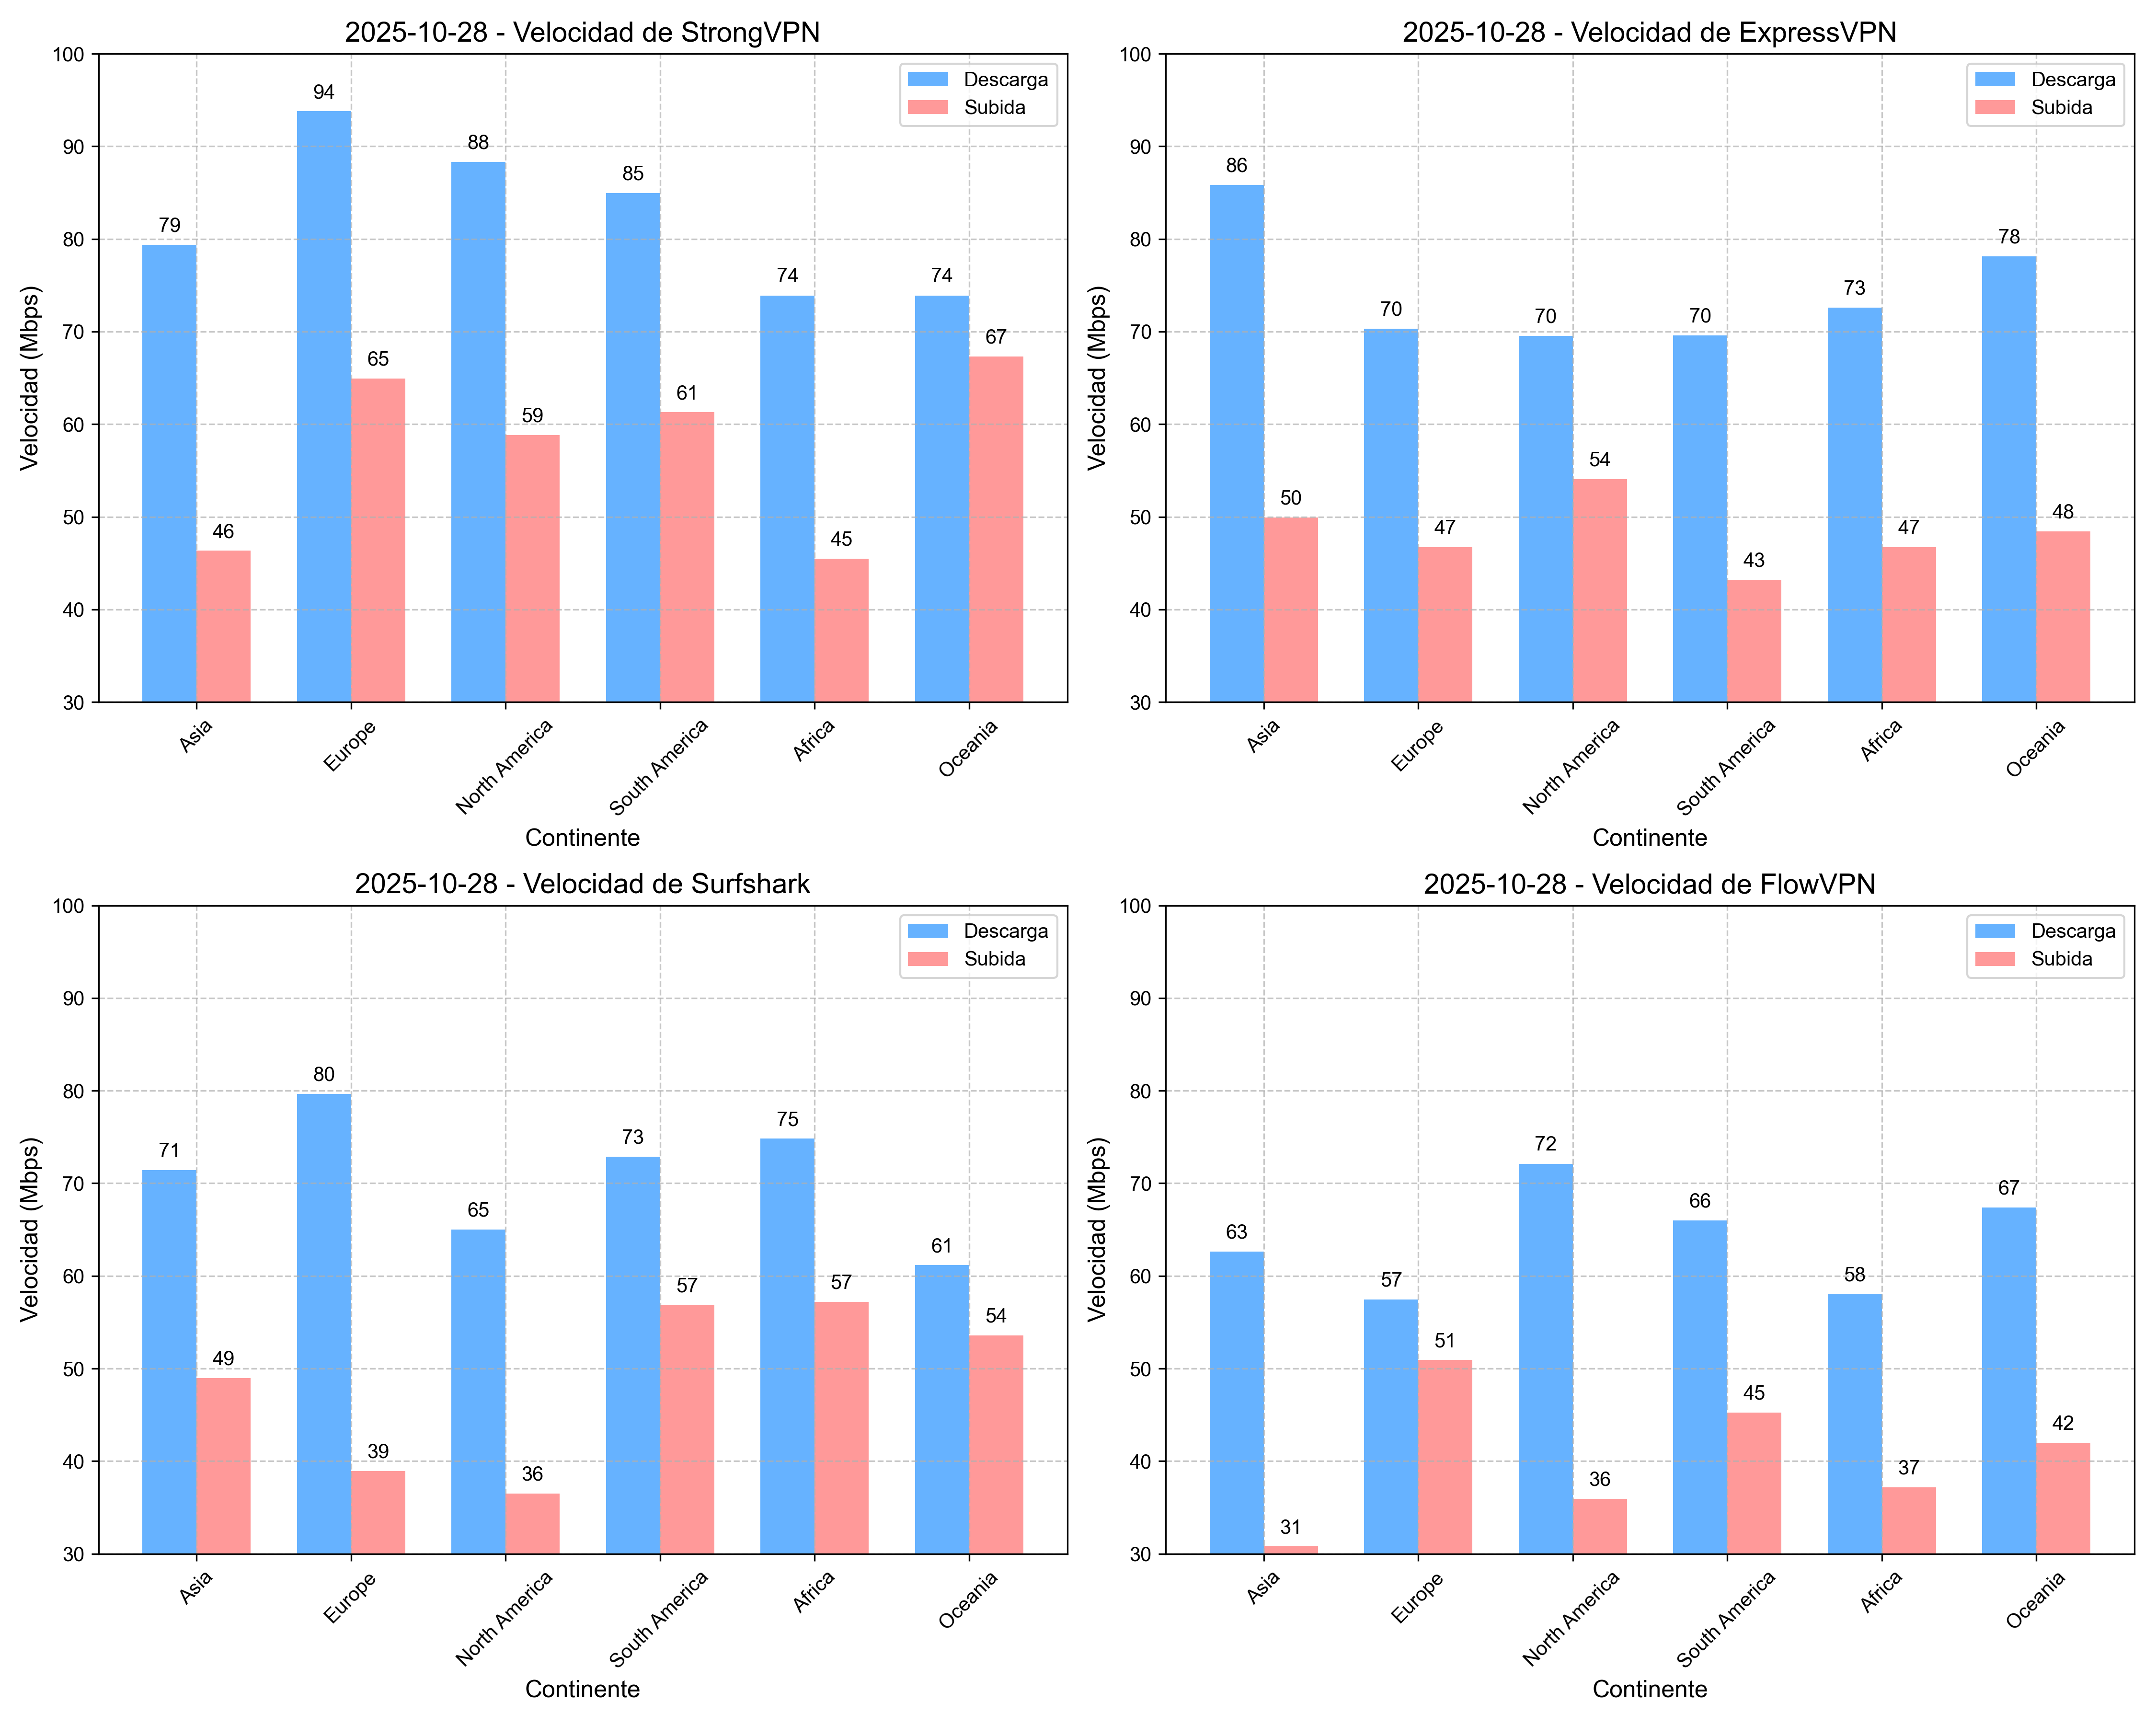 2025-10-28 - Velocidad de StrongVPN
Velocidad (Mbps)
100
90
80
70
60
50
40
30
Descarga
Subida
79
94
88
85
74
74
46
65
59
61
45
67
Asia
Europe
North America
South America
Africa
Oceania
Continente
2025-10-28 - Velocidad de ExpressVPN
Velocidad (Mbps)
100
90
80
70
60
50
40
30
Descarga
Subida
86
70
70
70
73
78
50
47
54
43
47
48
Asia
Europe
North America
South America
Africa
Oceania
Continente
2025-10-28 - Velocidad de Surfshark
Velocidad (Mbps)
100
90
80
70
60
50
40
30
Descarga
Subida
71
80
65
73
75
61
49
39
36
57
57
54
Asia
Europe
North America
South America
Africa
Oceania
Continente
2025-10-28 - Velocidad de FlowVPN
Velocidad (Mbps)
100
90
80
70
60
50
40
30
Descarga
Subida
63
57
72
66
58
67
31
51
36
45
37
42
Asia
Europe
North America
South America
Africa
Oceania
Continente